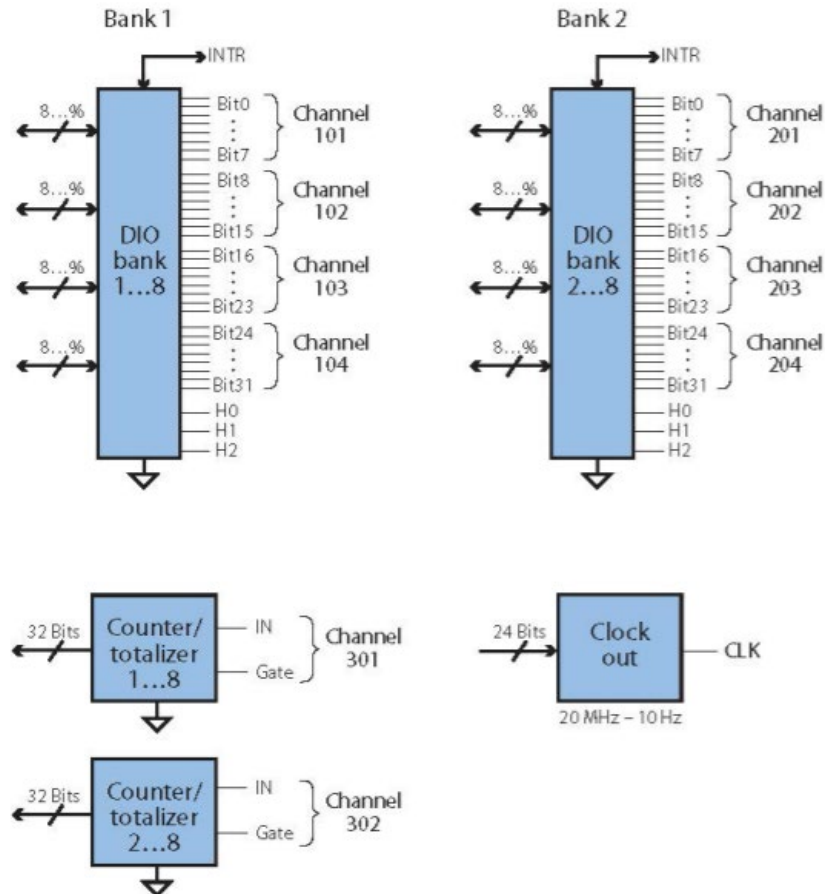 Bank 1
INTR
8...%
Bit0
Bit7
Channel
101
8...%
Bit8
Bit15
Channel
102
DIO
bank
1...8
8...%
Bit16
Bit23
Channel
103
8...%
Bit24
Bit31
Channel
104
H0
H1
H2
Bank 2
INTR
8...%
Bit0
Bit7
Channel
201
8...%
Bit8
Bit15
Channel
202
DIO
bank
2...8
8...%
Bit16
Bit23
Channel
203
8...%
Bit24
Bit31
Channel
204
H0
H1
H2
32 Bits
Counter/
totalizer
1...8
IN
Gate
Channel
301
24 Bits
Clock
out
CLK
20 MHz – 10 Hz
32 Bits
Counter/
totalizer
2...8
IN
Gate
Channel
302